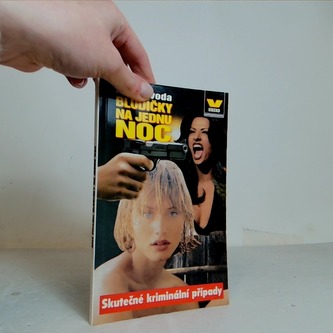 voda
BLUDIČKY
NA JEDNU
NOC
Skutečné kriminální případy